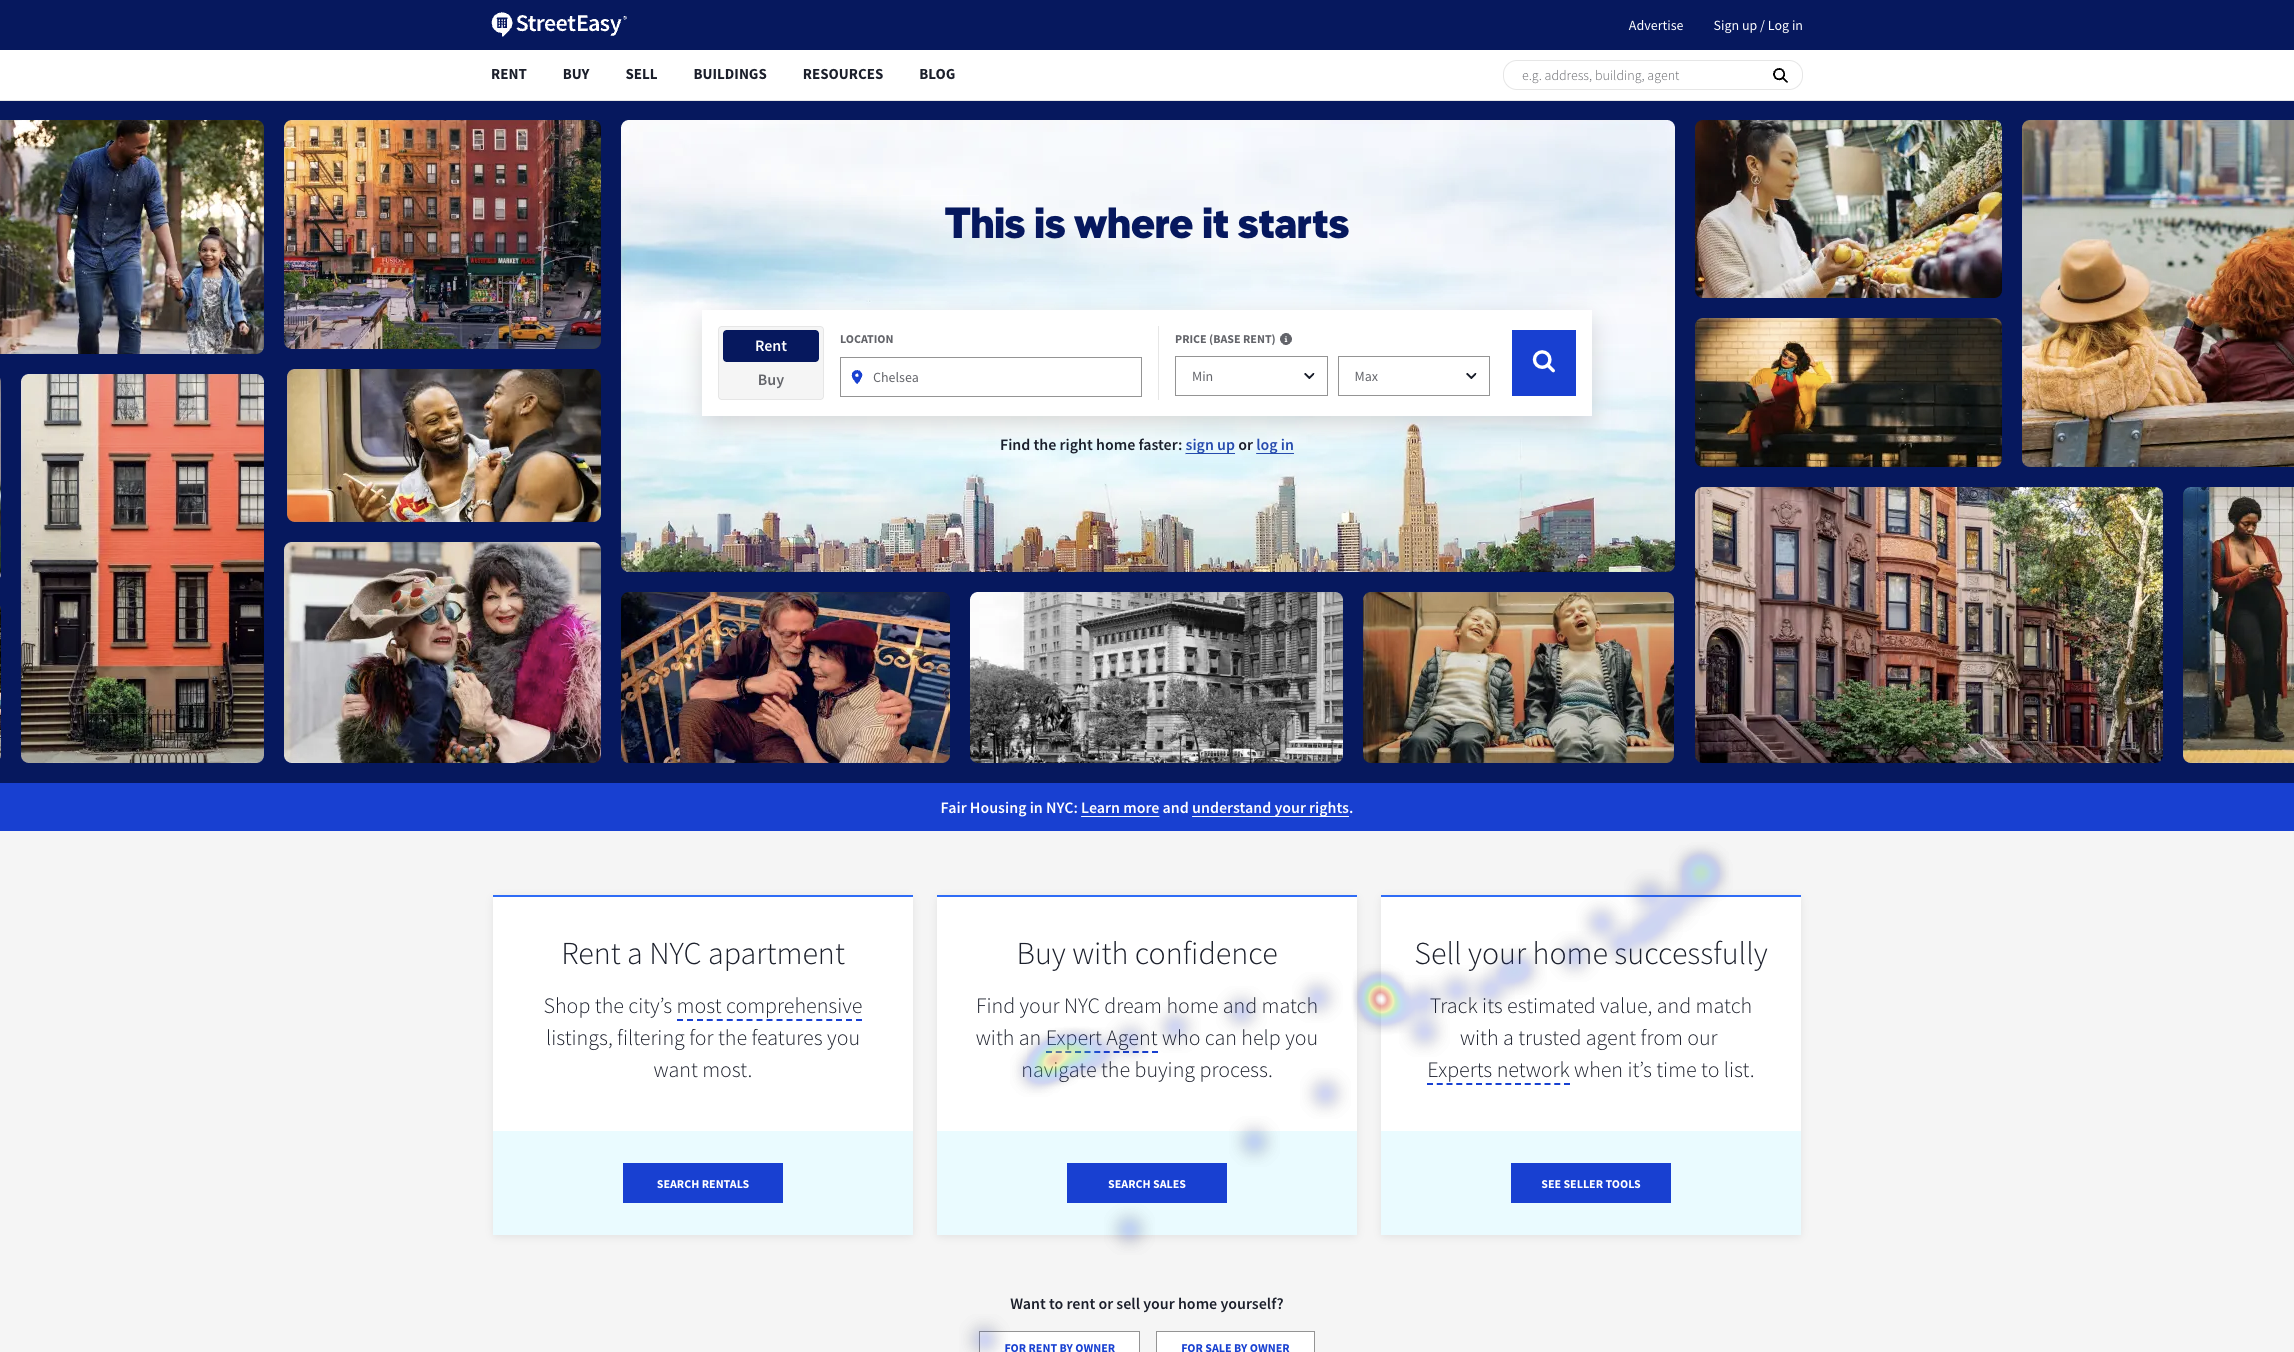 StreetEasy
Advertise
Sign up / Log in
RENT
BUY
SELL
BUILDINGS
RESOURCES
BLOG
e.g. address, building, agent
This is where it starts
Rent
Buy
LOCATION
Chelsea
PRICE (BASE RENT)
Min
Max
Find the right home faster: sign up or log in
Fair Housing in NYC: Learn more and understand your rights.
Rent a NYC apartment
Shop the city’s most comprehensive
listings, filtering for the features you
want most.
SEARCH RENTALS
Buy with confidence
Find your NYC dream home and match
with an Expert Agent who can help you
navigate the buying process.
SEARCH SALES
Sell your home successfully
Track its estimated value, and match
with a trusted agent from our
Experts network when it’s time to list.
SEE SELLER TOOLS
Want to rent or sell your home yourself?
FOR RENT BY OWNER
FOR SALE BY OWNER